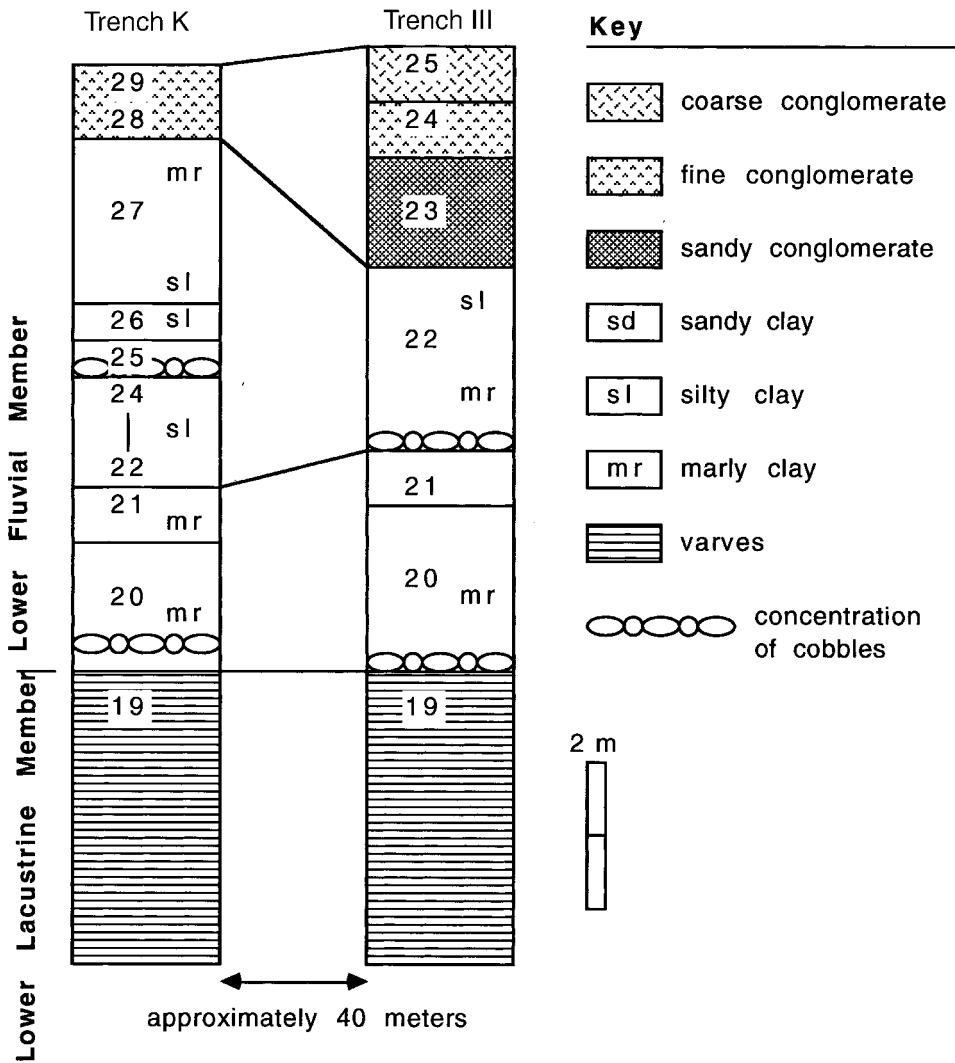 Trench K
29
28
mr
27
sl
26 sl
25
24
sl
22
21
mr
20
mr
19
Trench III
25
24
23
sl
22
mr
21
20
mr
19
Lower Fluvial Member
Lower Lacustrine Member
approximately 40 meters
Key
coarse conglomerate
fine conglomerate
sandy conglomerate
sd sandy clay
sl silty clay
mr marly clay
varves
concentration
of cobbles
2 m